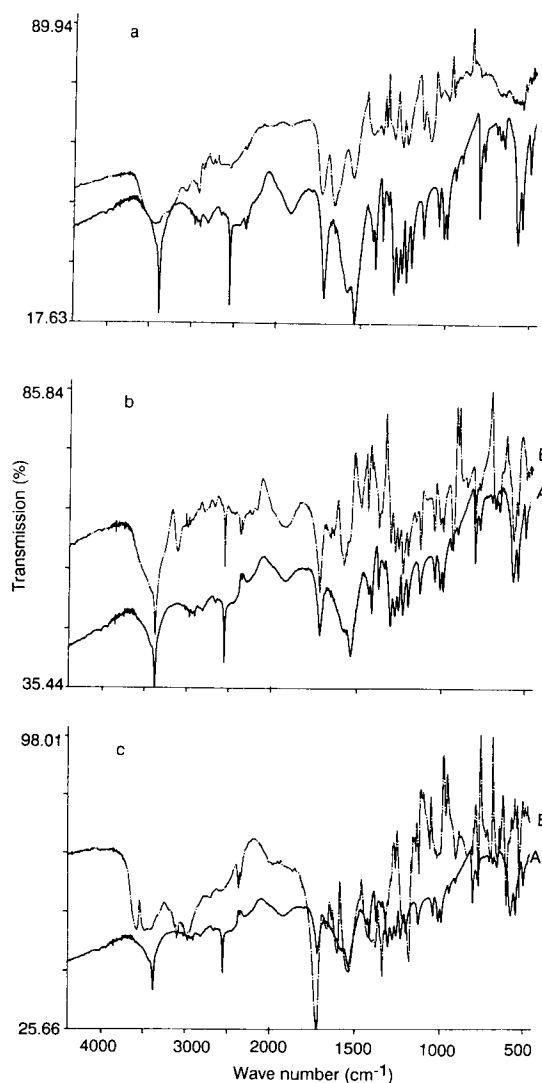 89.94
a
17.63
85.84
b
Transmission (%)
A
35.44
98.01
c
A
25.66
4000 3000 2000 1500 1000 500
Wave number (cm-1)